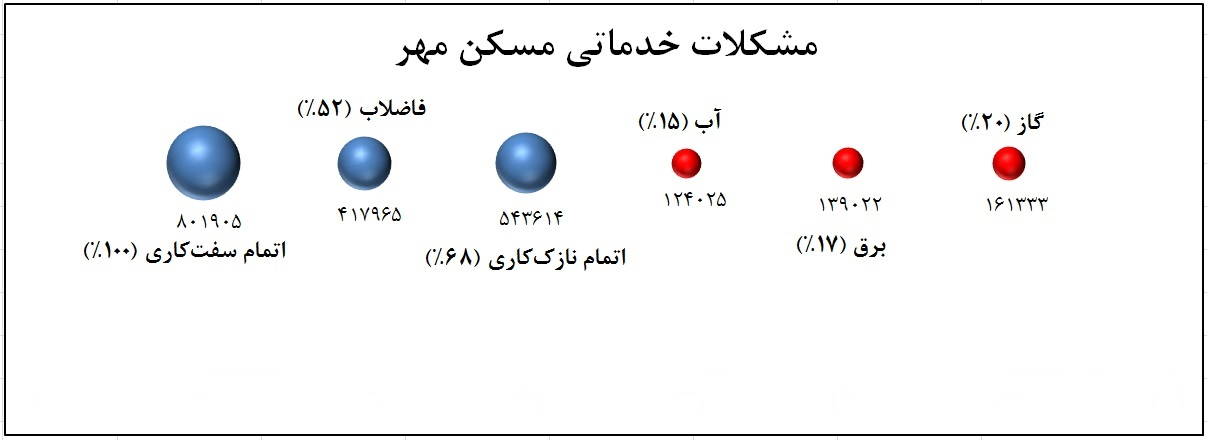 مشکلات خدماتی مسکن مهر
گاز (۲۰٪)
۱۶۱۳۳۳
۱۳۹۰۲۲
برق (۱۷٪)
آب (۱۵٪)
۱۲۴۰۲۵
۵۴۳۶۱۴
اتمام نازک‌کاری (۶۸٪)
فاضلاب (۵۲٪)
۴۱۷۹۶۵
۸۰۱۹۰۵
اتمام سفت‌کاری (۱۰۰٪)